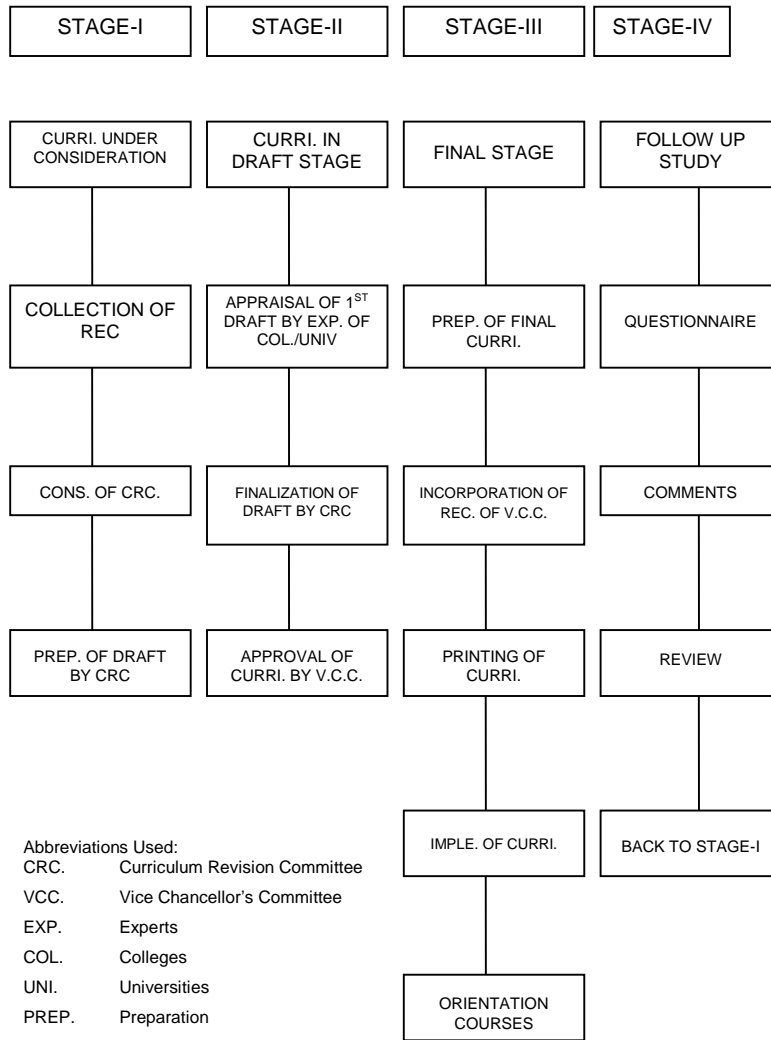 STAGE-I
STAGE-II
STAGE-III
STAGE-IV
CURRI. UNDER
CONSIDERATION
COLLECTION OF
REC
CONS. OF CRC.
PREP. OF DRAFT
BY CRC
CURRI. IN
DRAFT STAGE
APPRAISAL OF 1ST
DRAFT BY EXP. OF
COL./UNIV
FINALIZATION OF
DRAFT BY CRC
APPROVAL OF
CURRI. BY V.C.C.
FINAL STAGE
PREP. OF FINAL
CURRI.
INCORPORATION OF
REC. OF V.C.C.
PRINTING OF
CURRI.
IMPLE. OF CURRI.
ORIENTATION
COURSES
FOLLOW UP
STUDY
QUESTIONNAIRE
COMMENTS
REVIEW
BACK TO STAGE-I
Abbreviations Used:
CRC. Curriculum Revision Committee
VCC. Vice Chancellor's Committee
EXP. Experts
COL. Colleges
UNI. Universities
PREP. Preparation